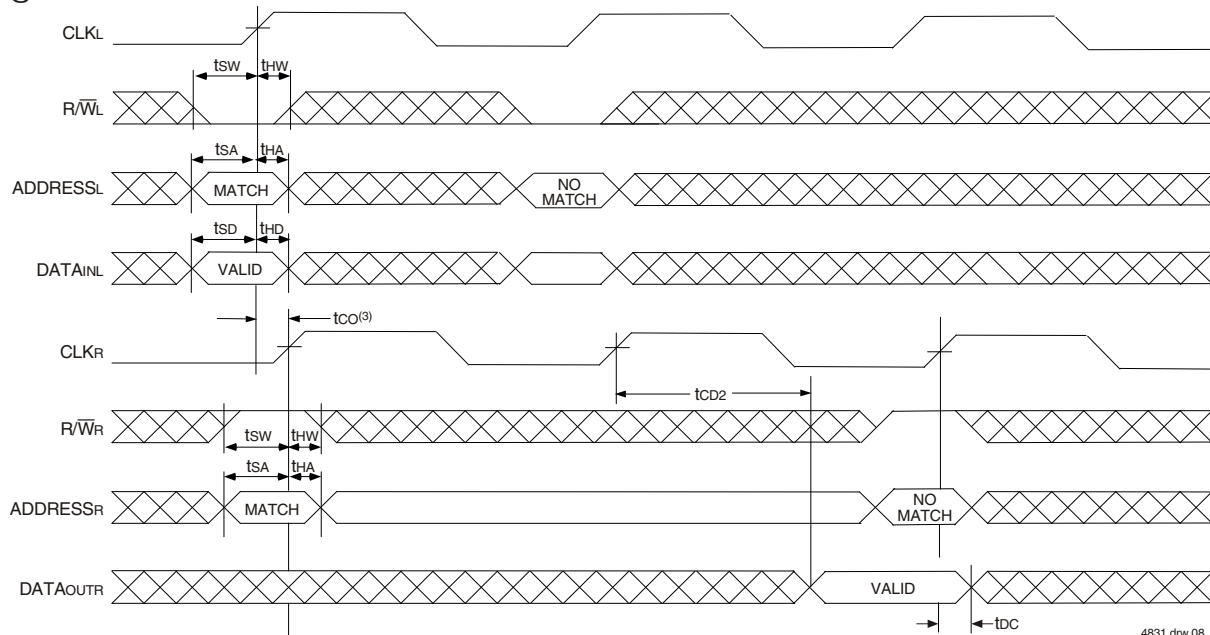 CLKL
tSW tHW
R/W̅L
tSA tHA
ADDRESSL MATCH NO MATCH
tSD tHD
DATAINL VALID
tCO(3)
CLKR
tCD2
R/W̅R
tSW tHW
tSA tHA
ADDRESSR MATCH NO MATCH
DATAOUTR VALID
tDC
4831 drw 08